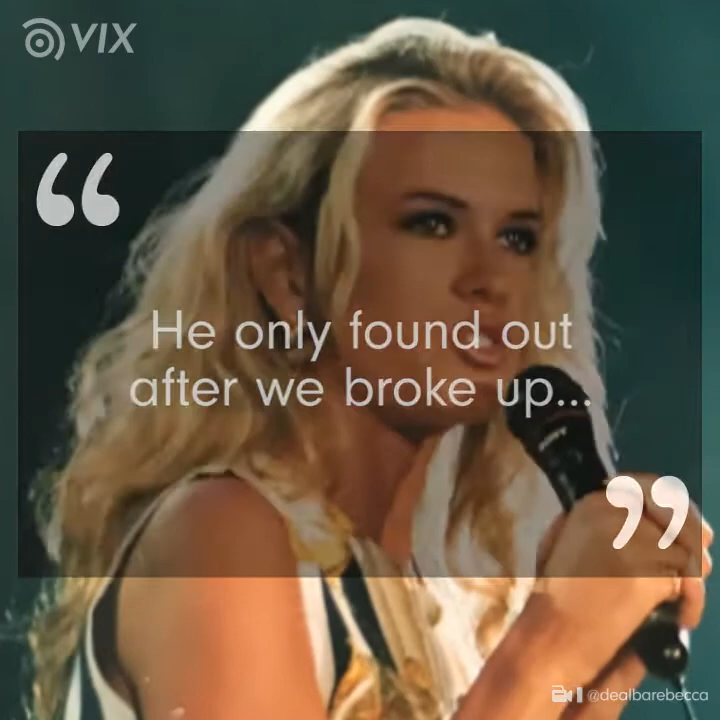 VIX
“
He only found out
after we broke up...
”
@dealbarebecca